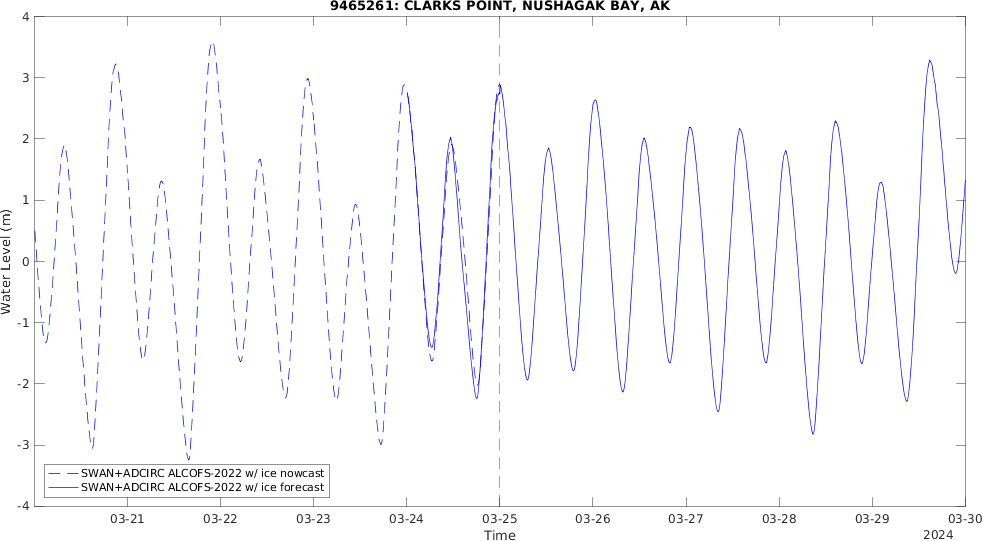 9465261: CLARKS POINT, NUSHAGAK BAY, AK
4
3
2
1
0
-1
-2
-3
-4
Water Level (m)
SWAN+ADCIRC ALCOFS-2022 w/ ice nowcast
SWAN+ADCIRC ALCOFS-2022 w/ ice forecast
03-21 03-22 03-23 03-24 03-25 03-26 03-27 03-28 03-29 03-30
Time
2024